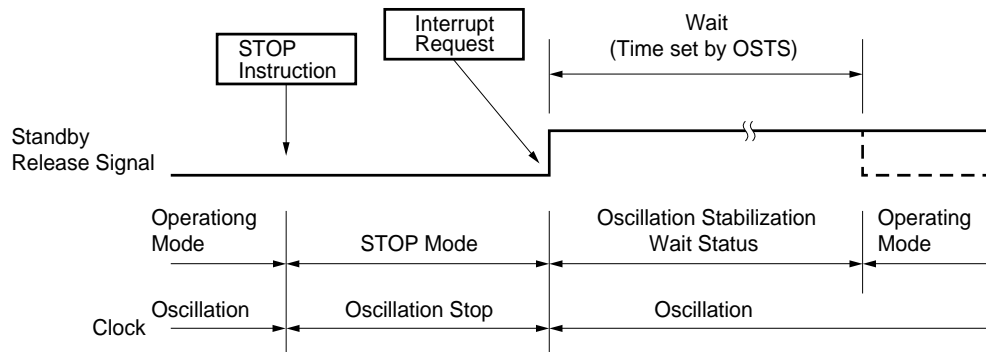 STOP
Instruction
Interrupt
Request
Wait
(Time set by OSTS)
Standby
Release Signal
Operationg
Mode
STOP Mode
Oscillation Stabilization
Wait Status
Operating
Mode
Clock
Oscillation
Oscillation Stop
Oscillation